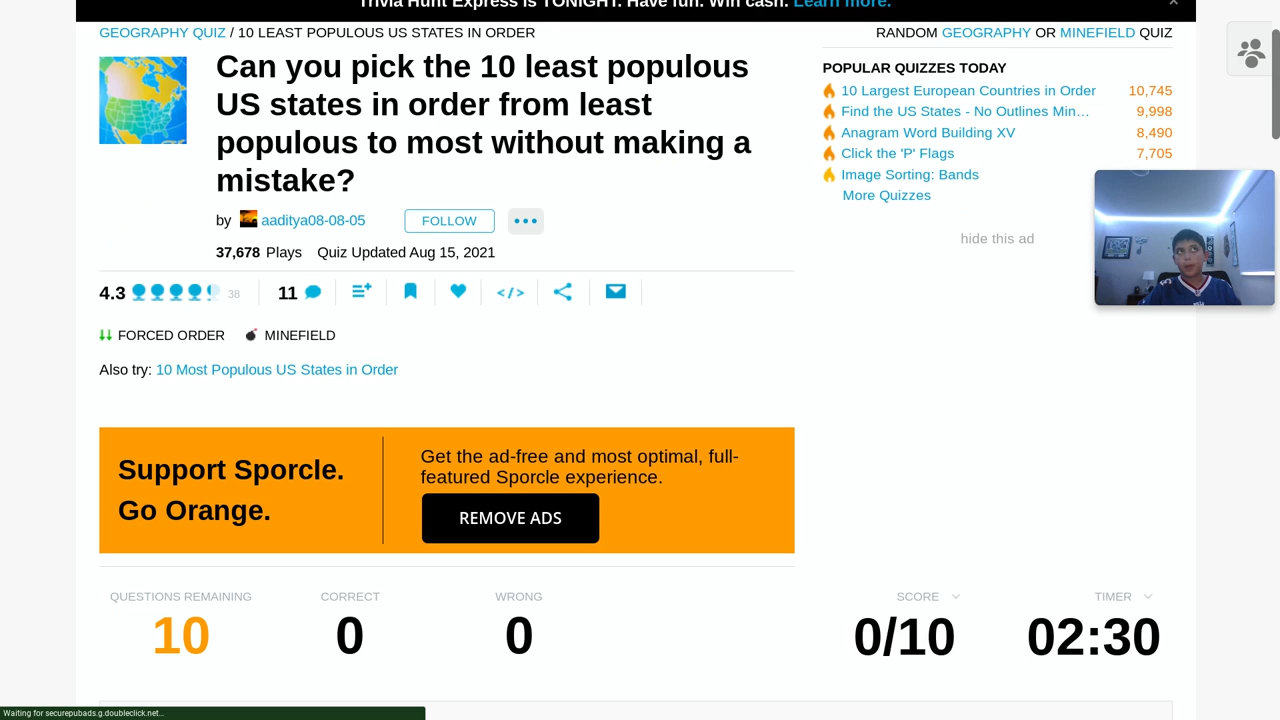 Trivia Hunt Express is TONIGHT. Have fun. Win cash. Learn more.
GEOGRAPHY QUIZ / 10 LEAST POPULOUS US STATES IN ORDER
RANDOM GEOGRAPHY OR MINEFIELD QUIZ
Can you pick the 10 least populous
US states in order from least
populous to most without making a
mistake?
by aaditya08-08-05
FOLLOW
37,678 Plays Quiz Updated Aug 15, 2021
POPULAR QUIZZES TODAY
10 Largest European Countries in Order 10,745
Find the US States - No Outlines Min… 9,998
Anagram Word Building XV 8,490
Click the 'P' Flags 7,705
Image Sorting: Bands
More Quizzes
hide this ad
4.3 38 11
FORCED ORDER MINEFIELD
Also try: 10 Most Populous US States in Order
Support Sporcle.
Go Orange.
Get the ad-free and most optimal, full-
featured Sporcle experience.
REMOVE ADS
QUESTIONS REMAINING CORRECT WRONG SCORE TIMER
10 0 0 0/10 02:30
Waiting for securepubads.g.doubleclick.net…